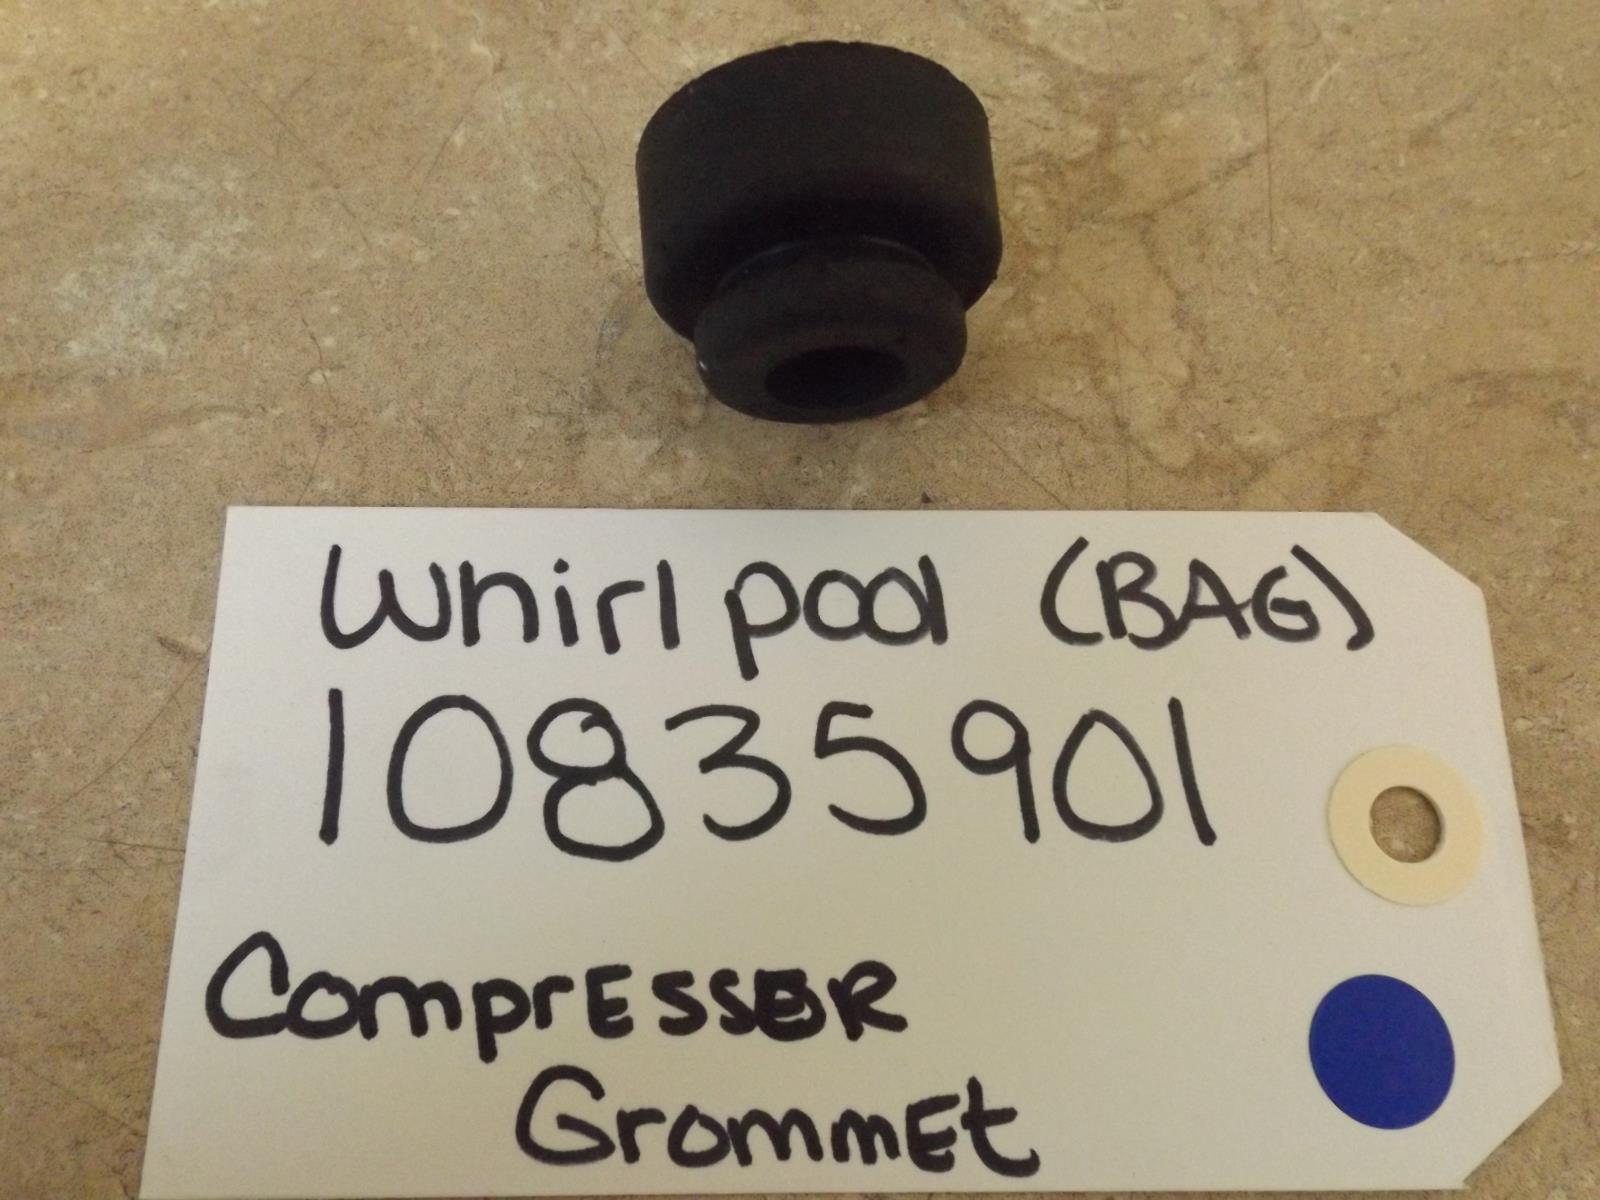 Whirlpool (BAG)
10835901
CompressER
GrommEt